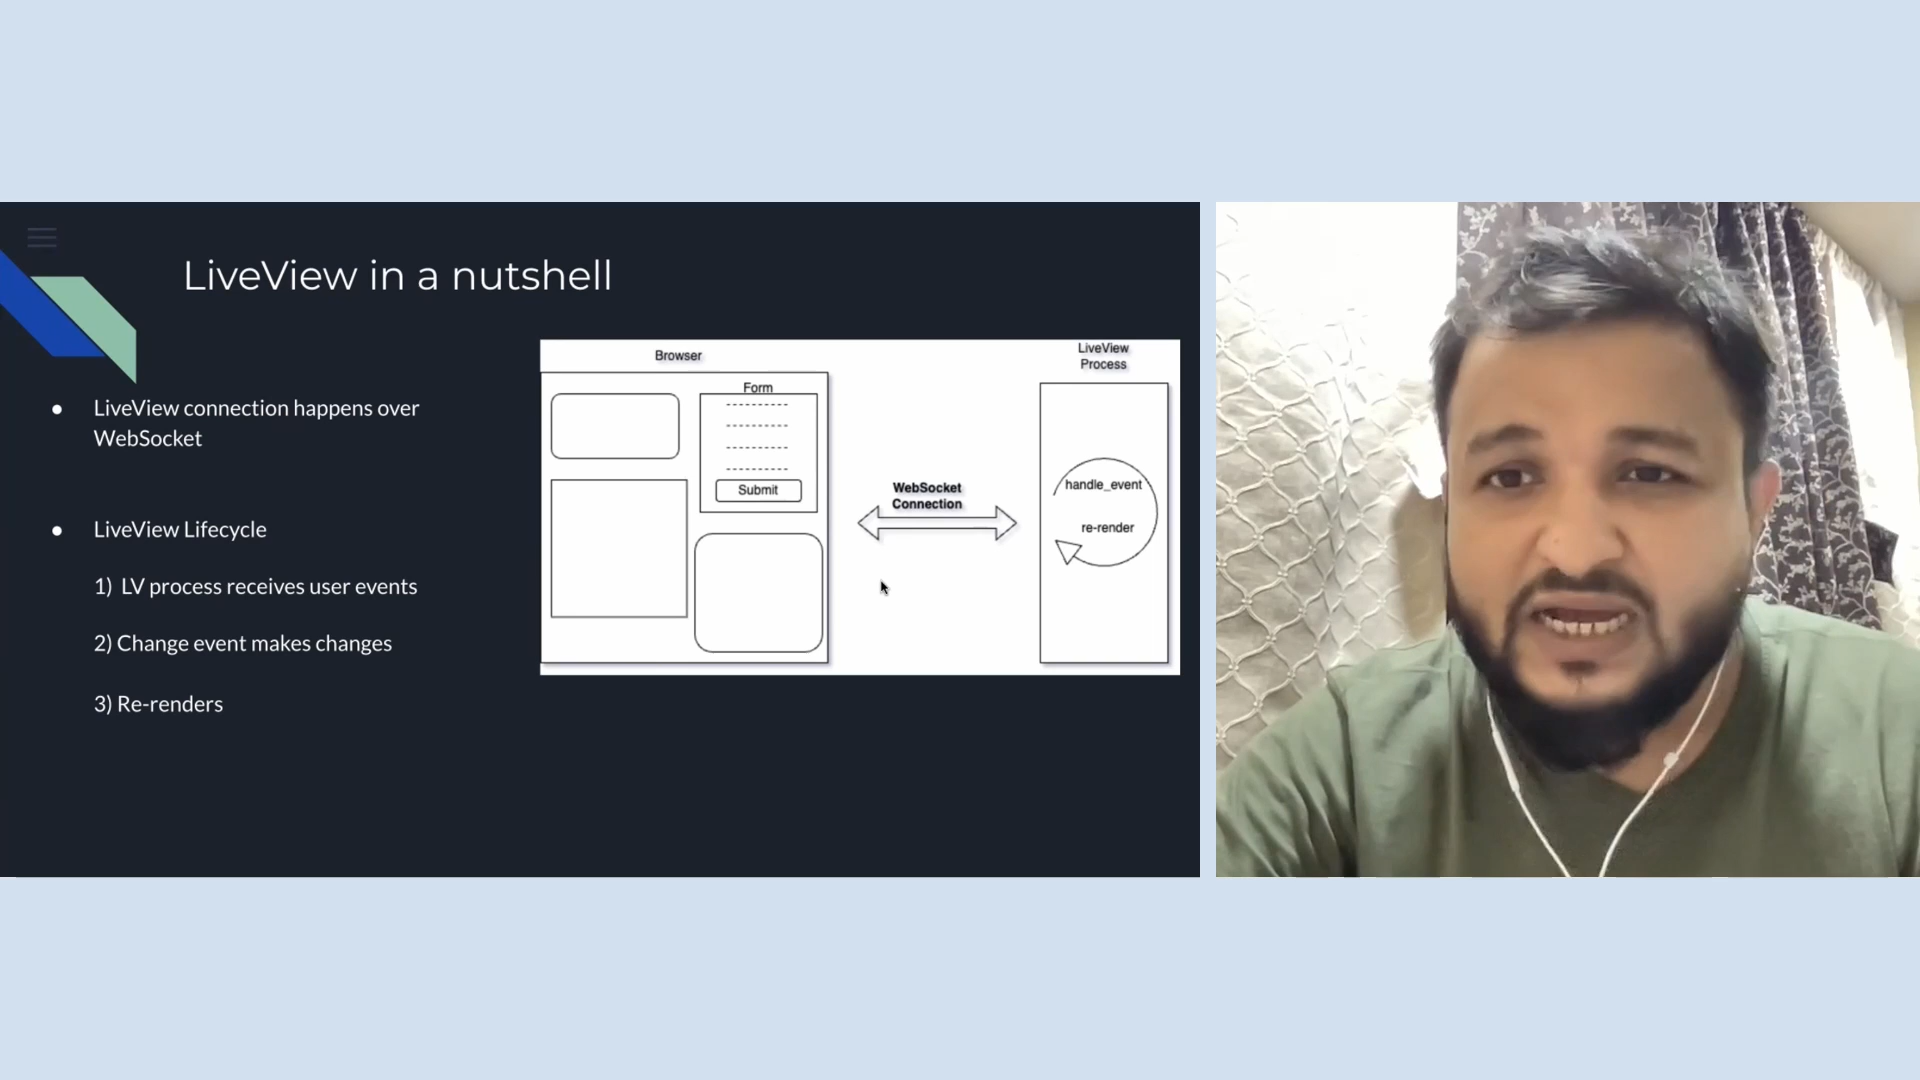 LiveView in a nutshell
● LiveView connection happens over
WebSocket
● LiveView Lifecycle
1) LV process receives user events
2) Change event makes changes
3) Re-renders
Browser
Form
Submit
WebSocket
Connection
LiveView
Process
handle_event
re-render